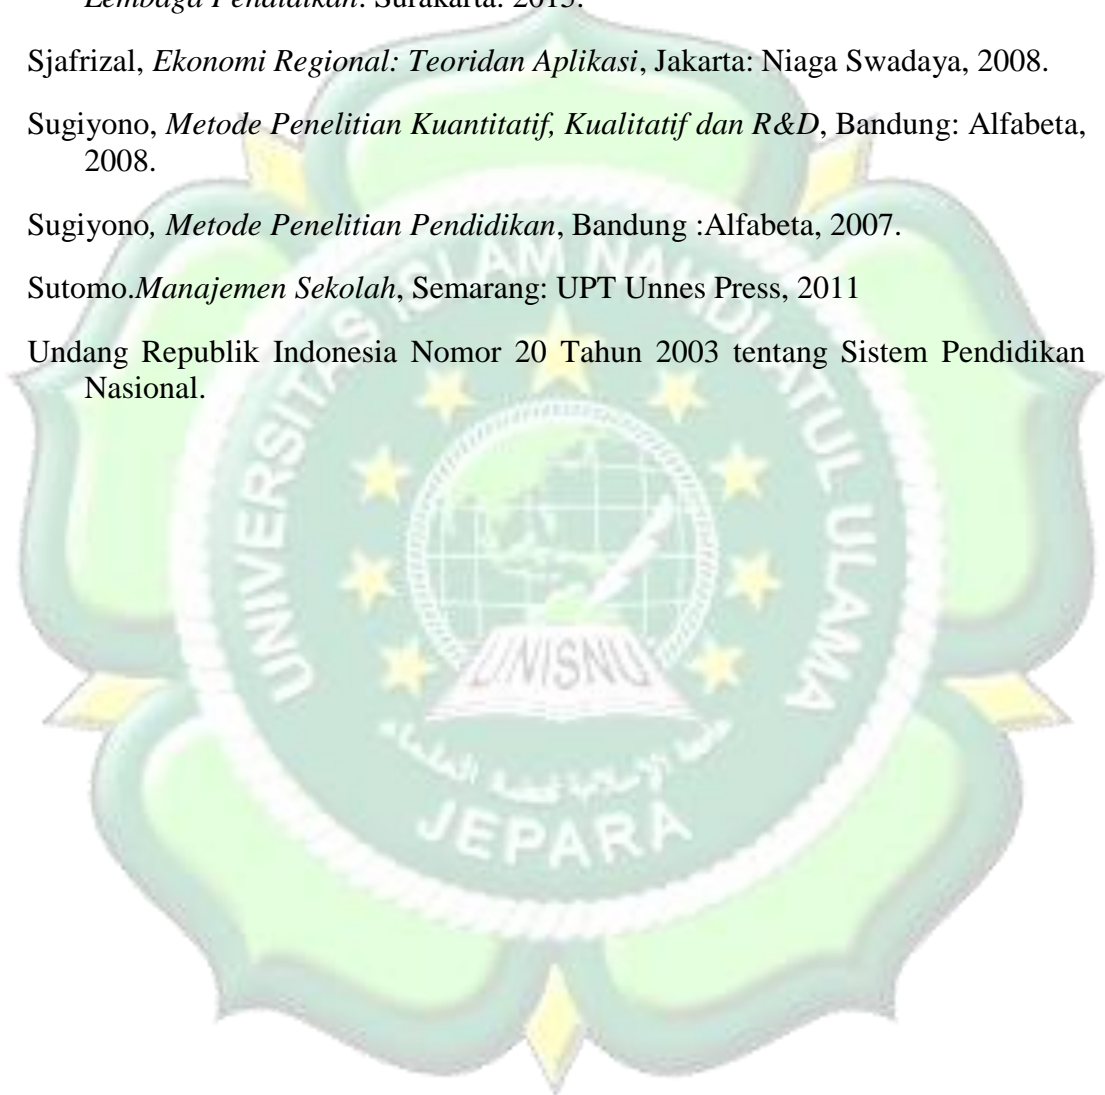 Lembaga Pendidikan. Surakarta. 2015.
Sjafrizal, Ekonomi Regional: Teoridan Aplikasi, Jakarta: Niaga Swadaya, 2008.
Sugiyono, Metode Penelitian Kuantitatif, Kualitatif dan R&D, Bandung: Alfabeta,
2008.
Sugiyono, Metode Penelitian Pendidikan, Bandung :Alfabeta, 2007.
Sutomo.Manajemen Sekolah, Semarang: UPT Unnes Press, 2011
Undang Republik Indonesia Nomor 20 Tahun 2003 tentang Sistem Pendidikan
Nasional.
UNIVERSITAS ISLAM NAHDLATUL ULAMA
UNISNU
JEPARA